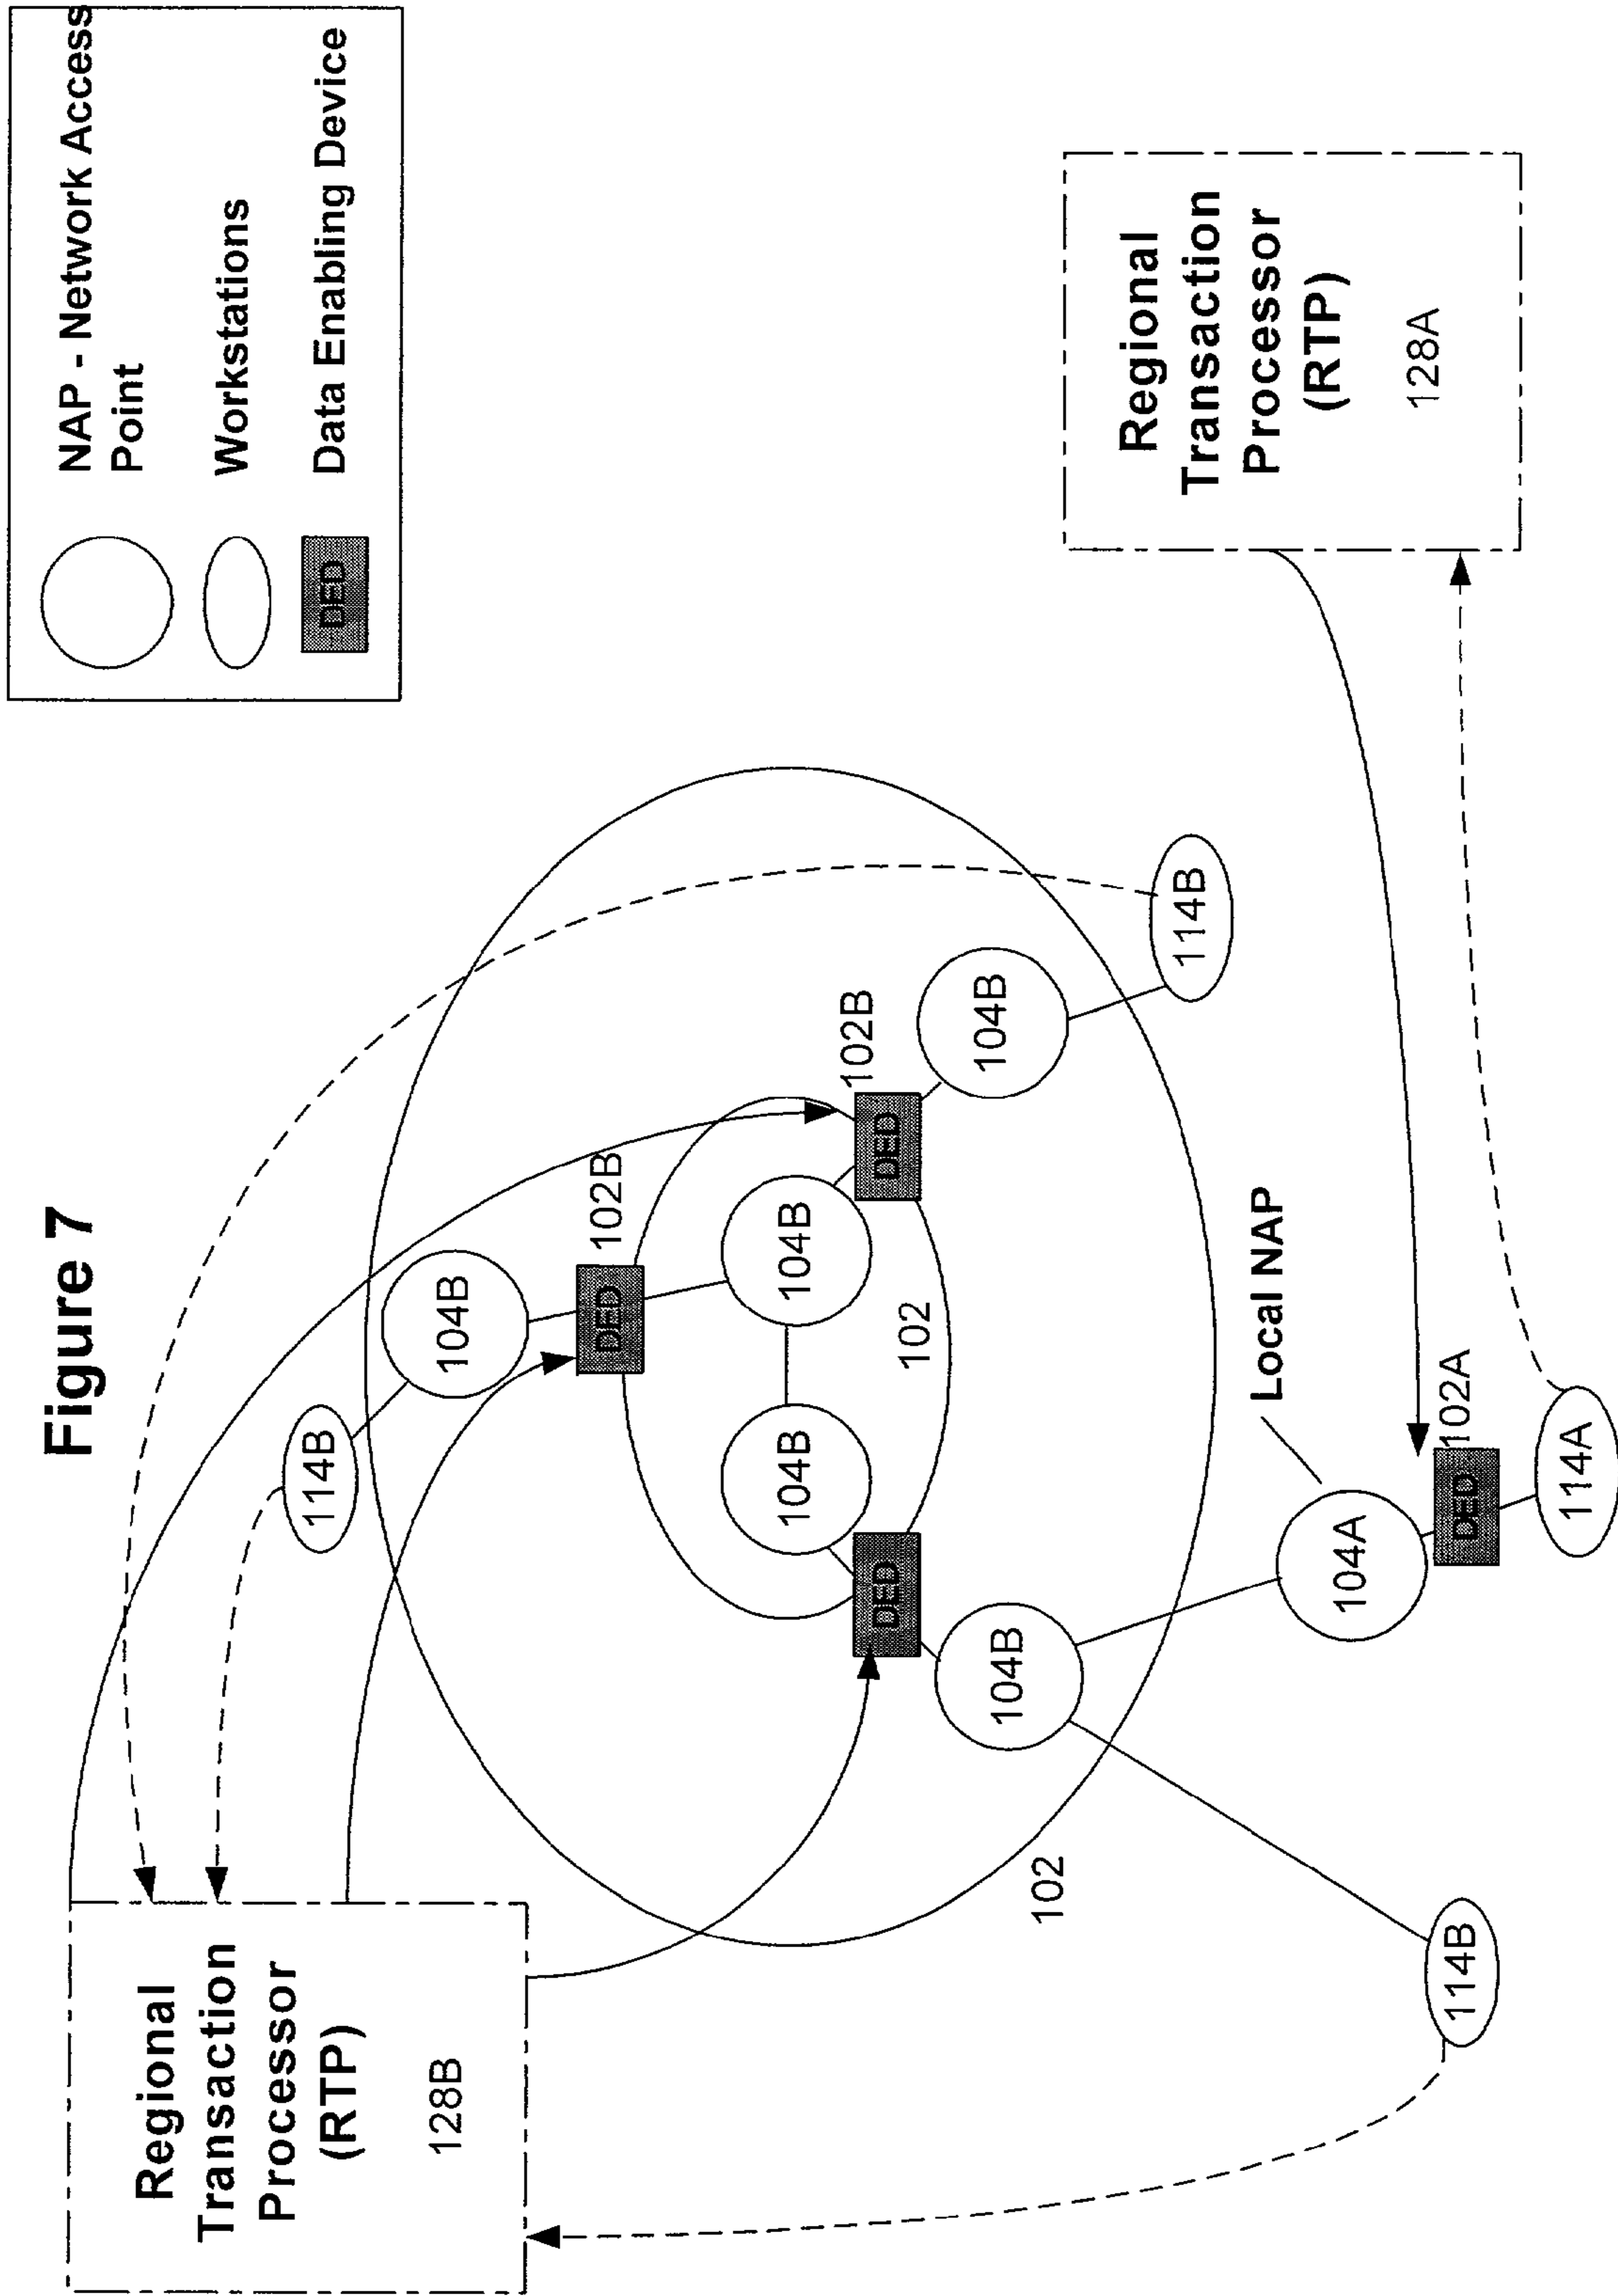 Figure 7
NAP - Network Access
Point
Workstations
DED
Data Enabling Device
Regional
Transaction
Processor
(RTP)
128B
114B
104B
114B
DED
102B
104B
104B
DED
102B
DED
102
104B
104B
114B
102
114B
104A
Local NAP
DED
102A
114A
Regional
Transaction
Processor
(RTP)
128A